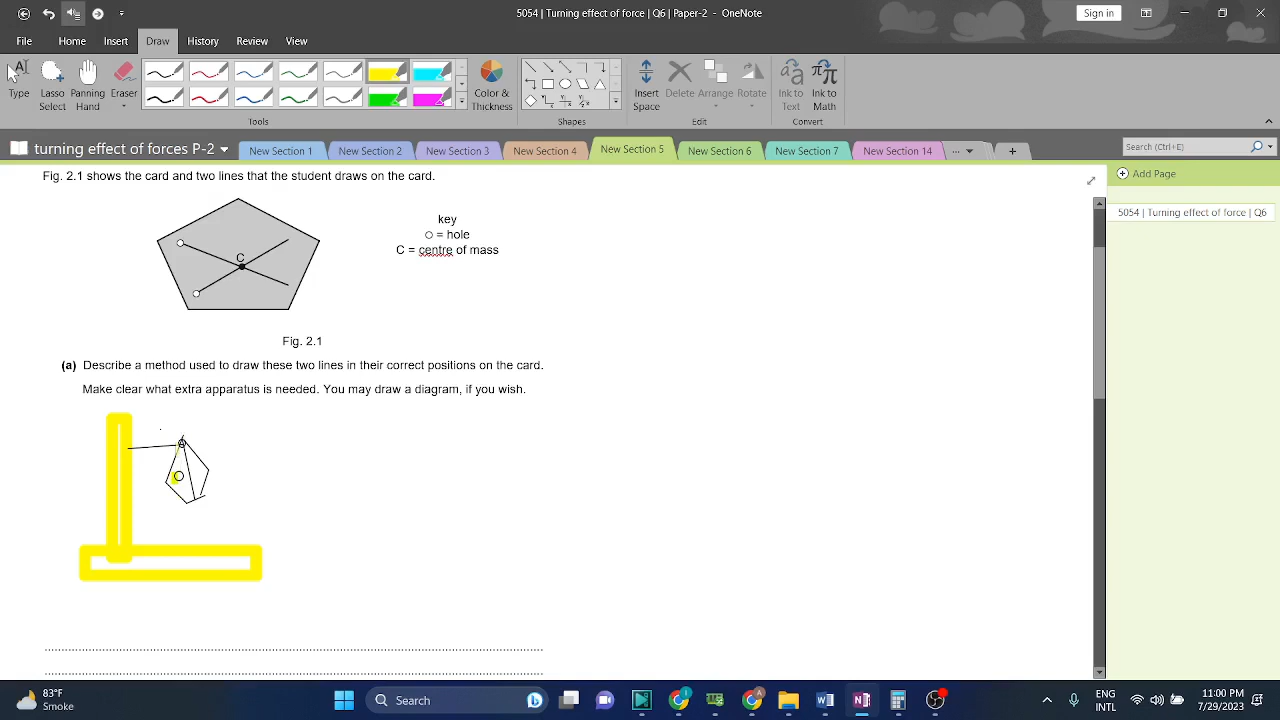 5054 | Turning effect of force | Q6 | Paper-2 - OneNote
Sign in
File Home Insert Draw History Review View
Type Lasso Select Panning Hand Eraser Color & Thickness Insert Space Delete Arrange Rotate Ink to Text Ink to Math
Tools Shapes Edit Convert
turning effect of forces P-2 New Section 1 New Section 2 New Section 3 New Section 4 New Section 5 New Section 6 New Section 7 New Section 14 ... Search (Ctrl+E)
Add Page
5054 | Turning effect of force | Q6
Fig. 2.1 shows the card and two lines that the student draws on the card.
C
key
= hole
C = centre of mass
Fig. 2.1
(a) Describe a method used to draw these two lines in their correct positions on the card.
Make clear what extra apparatus is needed. You may draw a diagram, if you wish.
83°F
Smoke
Search
ENG
INTL
11:00 PM
7/29/2023